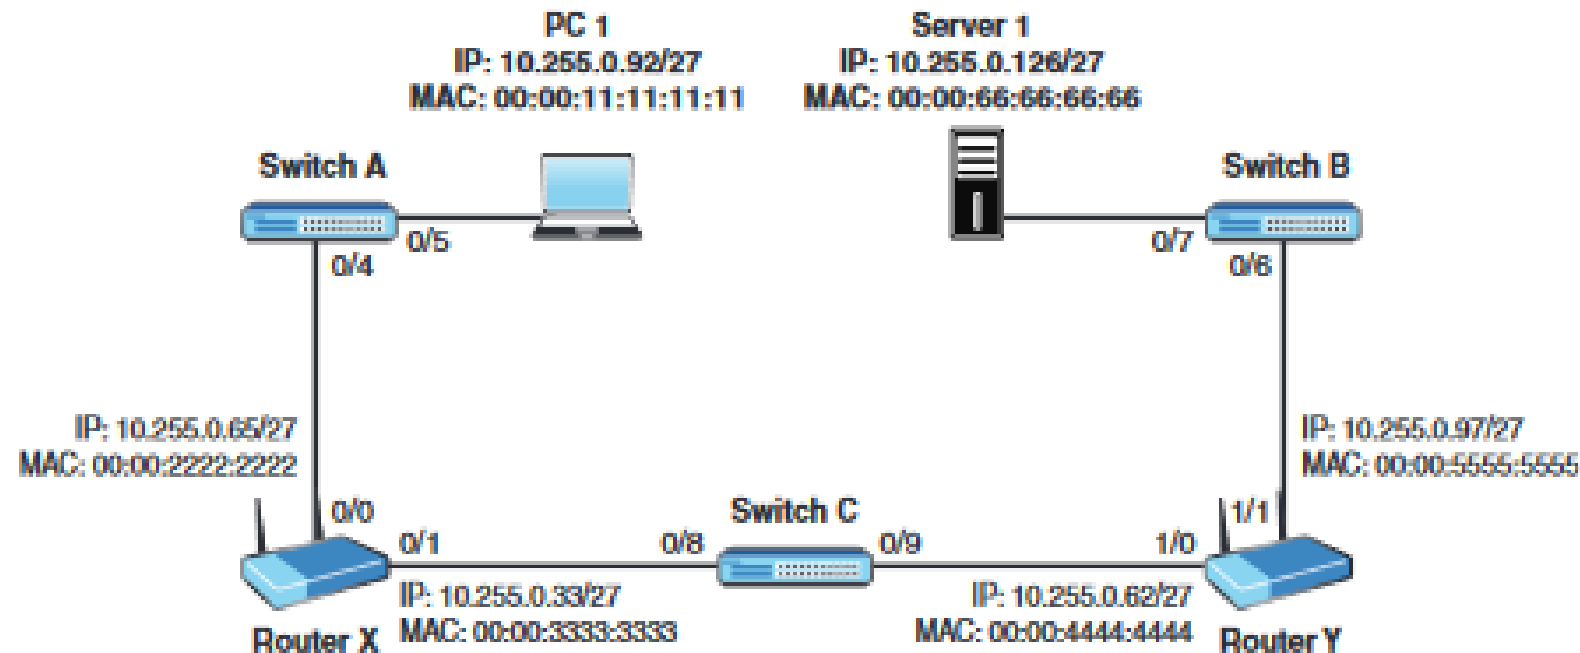 PC 1
IP: 10.255.0.92/27
MAC: 00:00:11:11:11:11
Server 1
IP: 10.255.0.126/27
MAC: 00:00:66:66:66:66
Switch A
0/5
0/4
Switch B
0/7
0/6
IP: 10.255.0.65/27
MAC: 00:00:2222:2222
IP: 10.255.0.97/27
MAC: 00:00:5555:5555
0/0
0/1
Switch C
0/8
0/9
1/0
1/1
IP: 10.255.0.33/27
MAC: 00:00:3333:3333
IP: 10.255.0.62/27
MAC: 00:00:4444:4444
Router X
Router Y